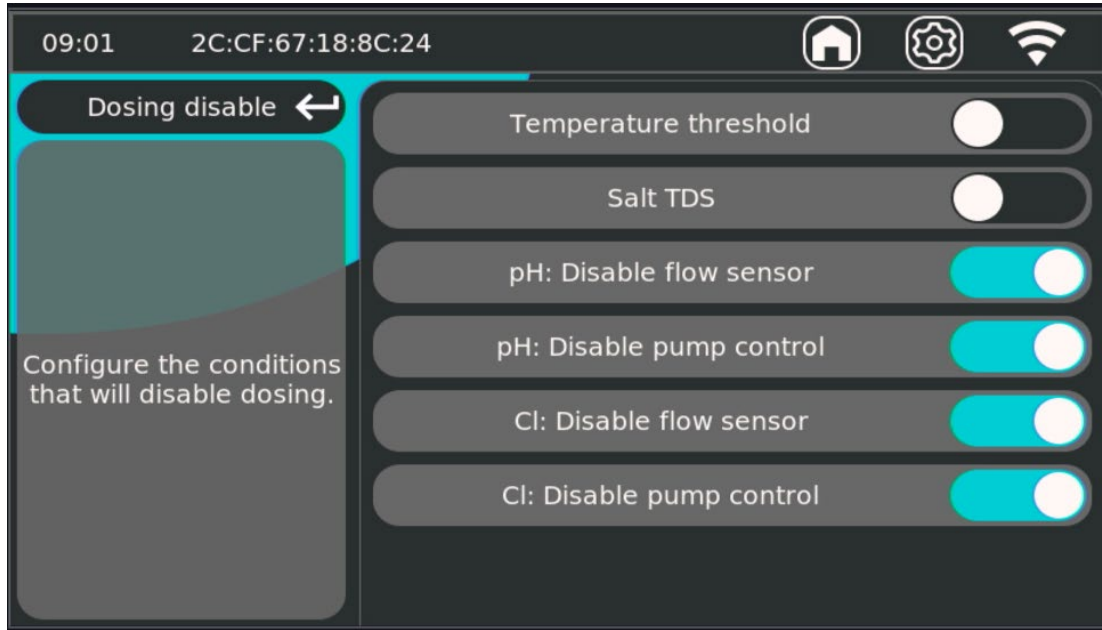 09:01 2C:CF:67:18:8C:24
Dosing disable
Configure the conditions
that will disable dosing.
Temperature threshold
Salt TDS
pH: Disable flow sensor
pH: Disable pump control
Cl: Disable flow sensor
Cl: Disable pump control